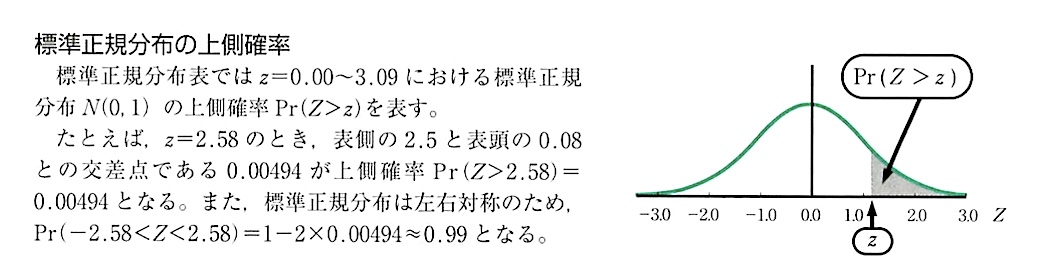 標準正規分布の上側確率
標準正規分布表では z=0.00~3.09 における標準正規
分布 N(0, 1) の上側確率 Pr(Z>z)を表す。
たとえば, z=2.58 のとき, 表側の 2.5 と表頭の 0.08
との交差点である 0.00494 が上側確率 Pr(Z>2.58)=
0.00494 となる。また, 標準正規分布は左右対称のため,
Pr(−2.58<Z<2.58)=1−2×0.00494≈0.99 となる。
Pr(Z > z)
−3.0 −2.0 −1.0 0.0 1.0 2.0 3.0 Z
z